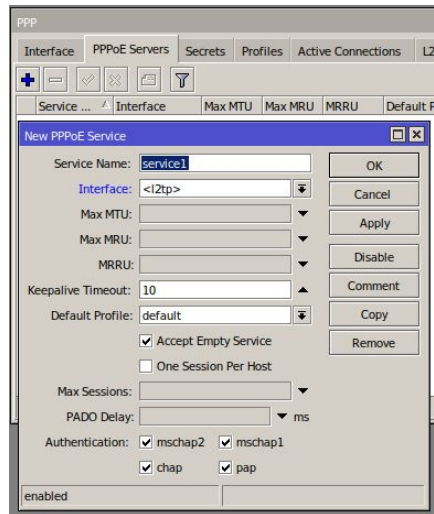 PPP
Interface PPPoE Servers Secrets Profiles Active Connections L2
Service ... Interface Max MTU Max MRU MRRU Default P
New PPPoE Service
Service Name: service1 OK
Interface: <l2tp> Cancel
Max MTU: Apply
Max MRU:
MRRU: Disable
Keepalive Timeout: 10 Comment
Default Profile: default Copy
Accept Empty Service Remove
One Session Per Host
Max Sessions:
PADO Delay: ms
Authentication: mschap2 mschap1
chap pap
enabled